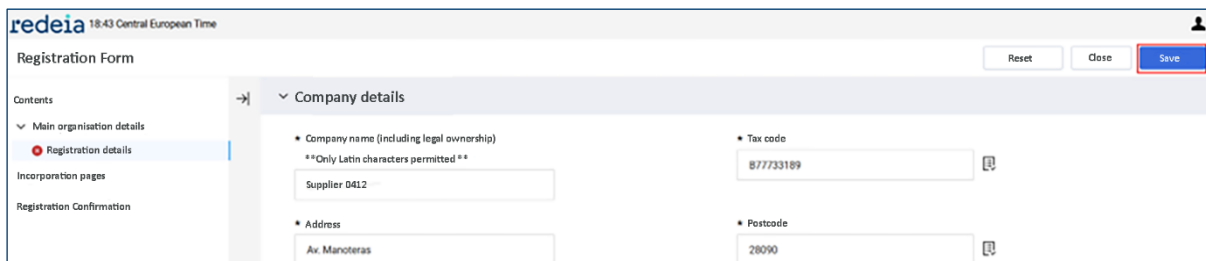 redeia 18:43 Central European Time
Registration Form
Reset
Close
Save
Contents
Main organisation details
Registration details
Incorporation pages
Registration Confirmation
Company details
* Company name (including legal ownership)
**Only Latin characters permitted **
Supplier 0412
* Tax code
B77733189
* Address
Av. Manoteras
* Postcode
28090